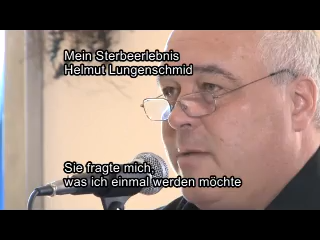 Mein Sterbeerlebnis
Helmut Lungenschmid
Sie fragte mich,
was ich einmal werden möchte